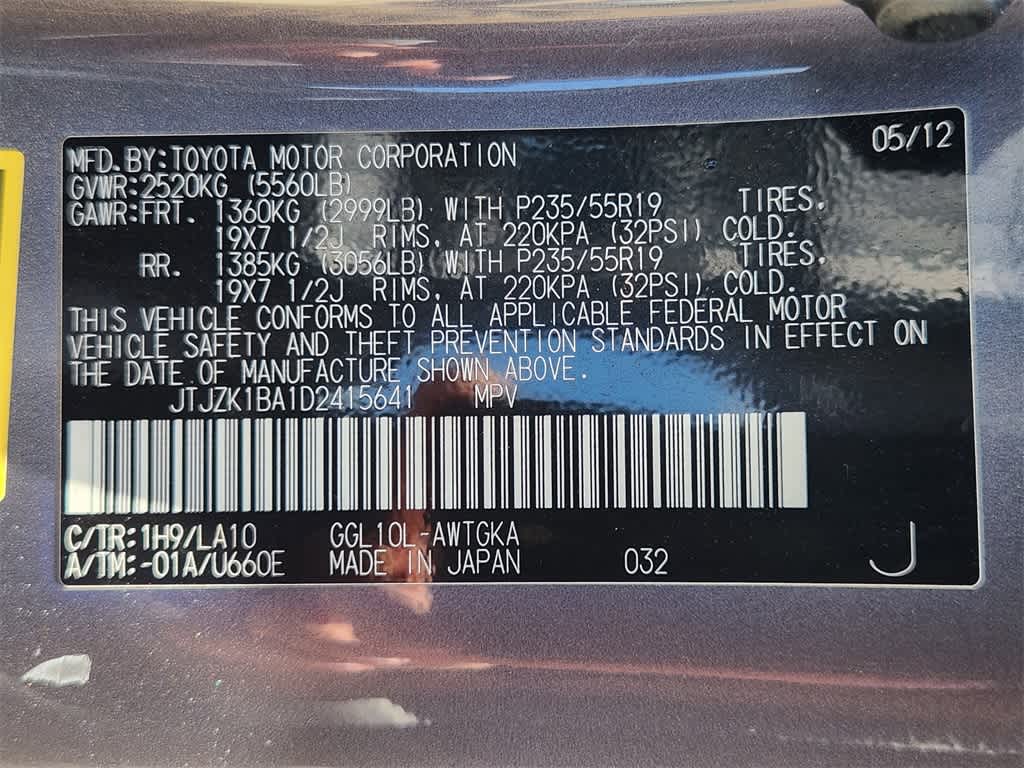 05/12
MFD.BY:TOYOTA MOTOR CORPORATION
GVWR:2520KG (5560LB)
GAWR:FRT. 1360KG (2999LB) WITH P235/55R19 TIRES,
19X7 1/2J RIMS, AT 220KPA (32PSI) COLD.
RR. 1385KG (3056LB) WITH P235/55R19 TIRES,
19X7 1/2J RIMS, AT 220KPA (32PSI) COLD.
THIS VEHICLE CONFORMS TO ALL APPLICABLE FEDERAL MOTOR
VEHICLE SAFETY AND THEFT PREVENTION STANDARDS IN EFFECT ON
THE DATE OF MANUFACTURE SHOWN ABOVE.
JTJZK1BA1D2415641 MPV
C/TR:1H9/LA10 GGL10L-AWTGKA
A/TM:-01A/U660E MADE IN JAPAN 032 J